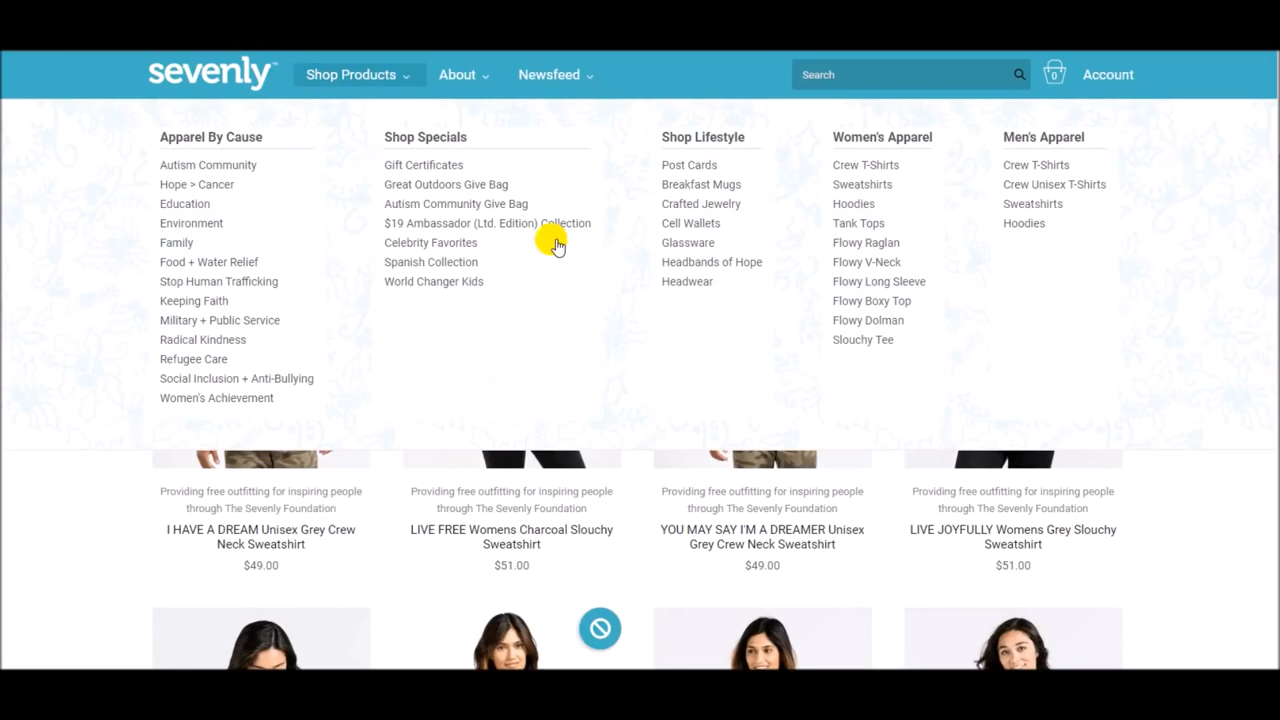 sevenly™
Shop Products
About
Newsfeed
Search
0
Account
Apparel By Cause
Autism Community
Hope > Cancer
Education
Environment
Family
Food + Water Relief
Stop Human Trafficking
Keeping Faith
Military + Public Service
Radical Kindness
Refugee Care
Social Inclusion + Anti-Bullying
Women's Achievement
Shop Specials
Gift Certificates
Great Outdoors Give Bag
Autism Community Give Bag
$19 Ambassador (Ltd. Edition) Collection
Celebrity Favorites
Spanish Collection
World Changer Kids
Shop Lifestyle
Post Cards
Breakfast Mugs
Crafted Jewelry
Cell Wallets
Glassware
Headbands of Hope
Headwear
Women's Apparel
Crew T-Shirts
Sweatshirts
Hoodies
Tank Tops
Flowy Raglan
Flowy V-Neck
Flowy Long Sleeve
Flowy Boxy Top
Flowy Dolman
Slouchy Tee
Men's Apparel
Crew T-Shirts
Crew Unisex T-Shirts
Sweatshirts
Hoodies
Providing free outfitting for inspiring people
through The Sevenly Foundation
I HAVE A DREAM Unisex Grey Crew
Neck Sweatshirt
$49.00
Providing free outfitting for inspiring people
through The Sevenly Foundation
LIVE FREE Womens Charcoal Slouchy
Sweatshirt
$51.00
Providing free outfitting for inspiring people
through The Sevenly Foundation
YOU MAY SAY I'M A DREAMER Unisex
Grey Crew Neck Sweatshirt
$49.00
Providing free outfitting for inspiring people
through The Sevenly Foundation
LIVE JOYFULLY Womens Grey Slouchy
Sweatshirt
$51.00